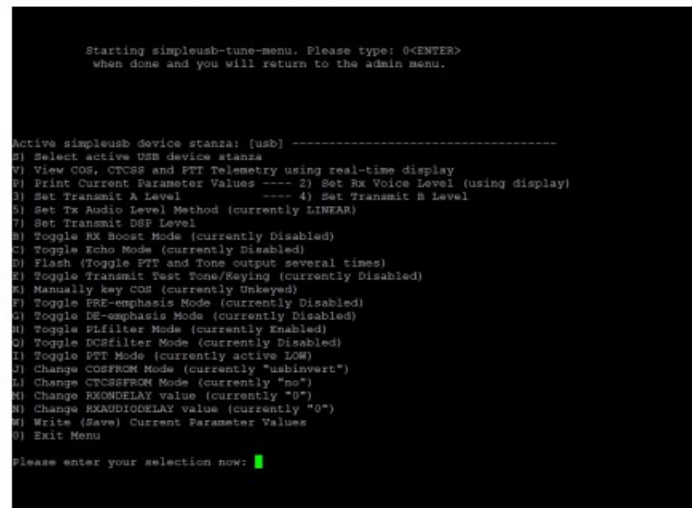 Starting simpleusb-tune-menu. Please type: 0<ENTER>
when done and you will return to the admin menu.
Active simpleusb device stanza: [usb] ------------------------------------
S) Select active USB device stanza
V) View COS, CTCSS and PTT Telemetry using real-time display
P) Print Current Parameter Values ---- 2) Set Rx Voice Level (using display)
3) Set Transmit A Level ---- 4) Set Transmit B Level
5) Set Tx Audio Level Method (currently LINEAR)
7) Set Transmit DSP Level
B) Toggle RX Boost Mode (currently Disabled)
C) Toggle Echo Mode (currently Disabled)
D) Flash (Toggle PTT and Tone output several times)
E) Toggle Transmit Test Tone/Keying (currently Disabled)
K) Manually key COS (currently Unkeyed)
F) Toggle PRE-emphasis Mode (currently Disabled)
G) Toggle DE-emphasis Mode (currently Disabled)
H) Toggle PLfilter Mode (currently Enabled)
Q) Toggle DCSfilter Mode (currently Disabled)
I) Toggle PTT Mode (currently active LOW)
J) Change COSFROM Mode (currently "usbinvert")
L) Change CTCSSFROM Mode (currently "no")
M) Change RXONDELAY value (currently "0")
N) Change RXAUDIODELAY value (currently "0")
W) Write (Save) Current Parameter Values
0) Exit Menu
Please enter your selection now: